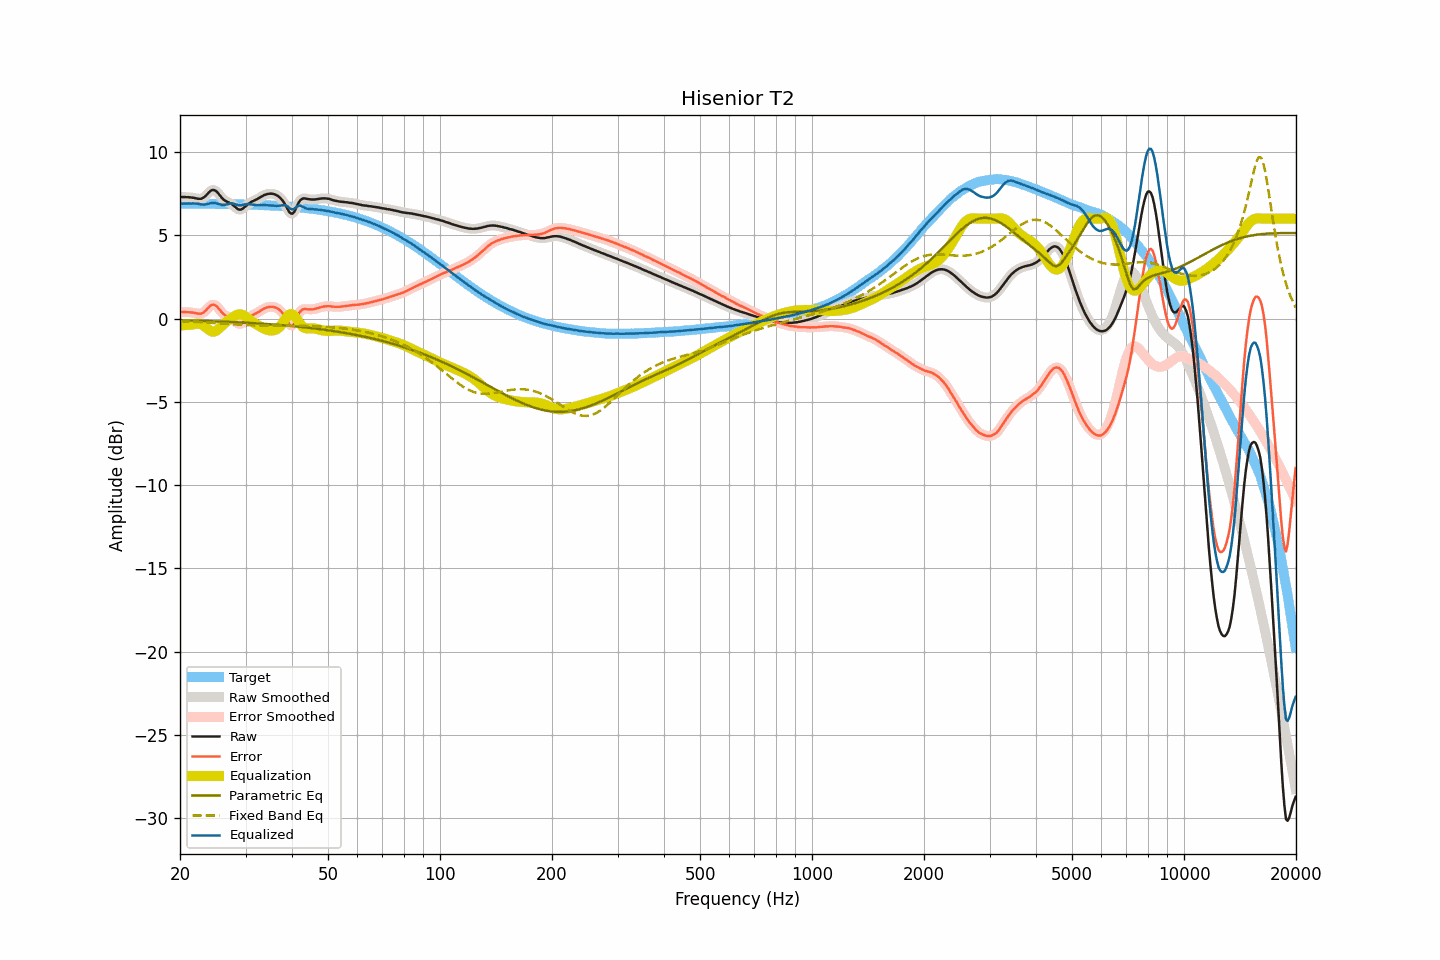 Hisenior T2
Amplitude (dBr)
10
5
0
−5
−10
−15
−20
−25
−30
Target
Raw Smoothed
Error Smoothed
Raw
Error
Equalization
Parametric Eq
Fixed Band Eq
Equalized
20 50 100 200 500 1000 2000 5000 10000 20000
Frequency (Hz)